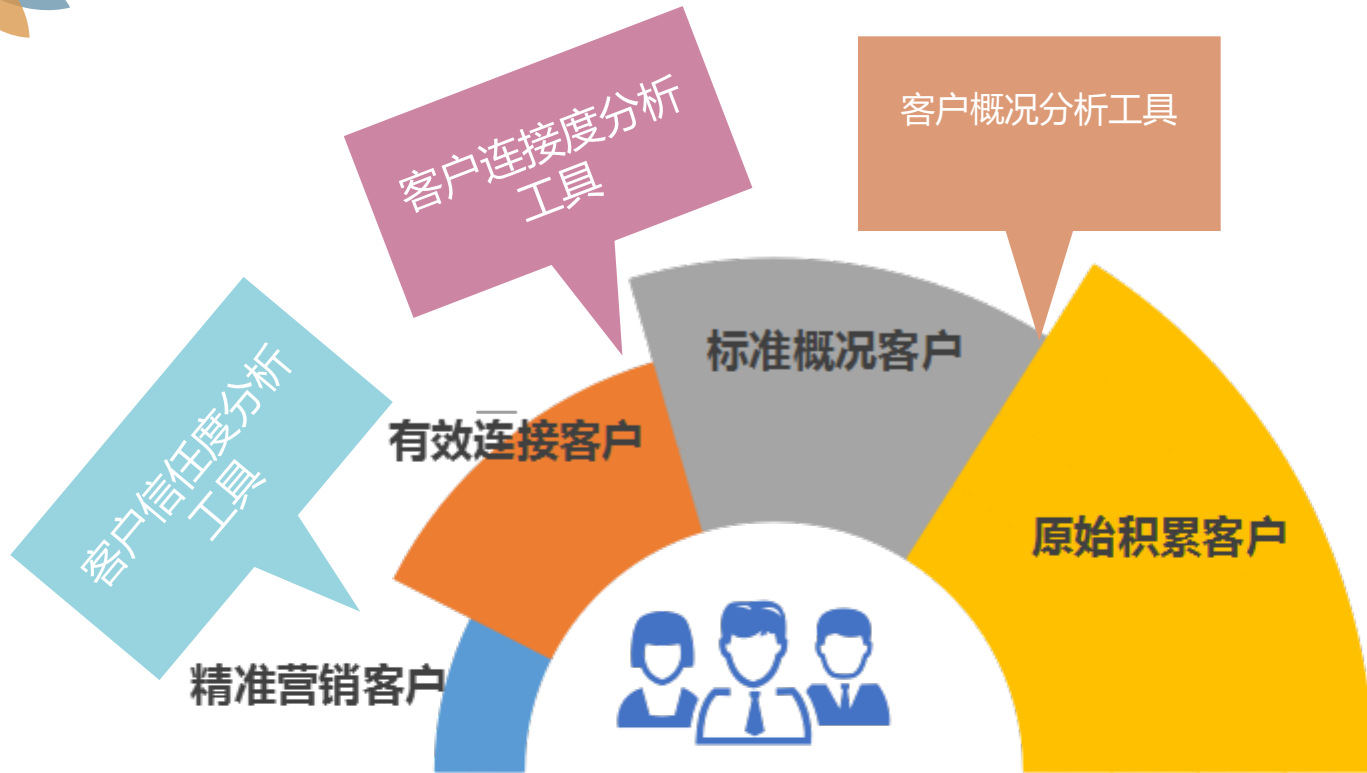 客户连接度分析
工具
客户概况分析工具
客户信任度分析
工具
标准概况客户
有效连接客户
原始积累客户
精准营销客户